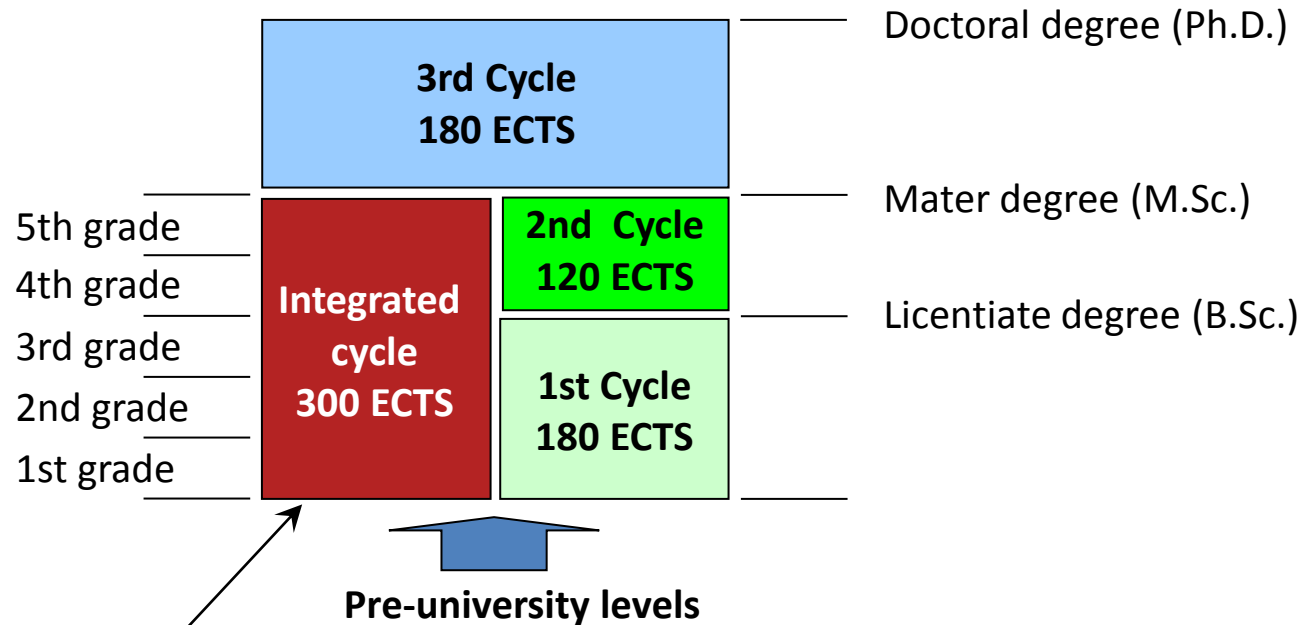 Doctoral degree (Ph.D.)
3rd Cycle
180 ECTS
Mater degree (M.Sc.)
5th grade
2nd Cycle
120 ECTS
4th grade
Integrated
cycle
300 ECTS
Licentiate degree (B.Sc.)
3rd grade
1st Cycle
180 ECTS
2nd grade
1st grade
Pre-university levels